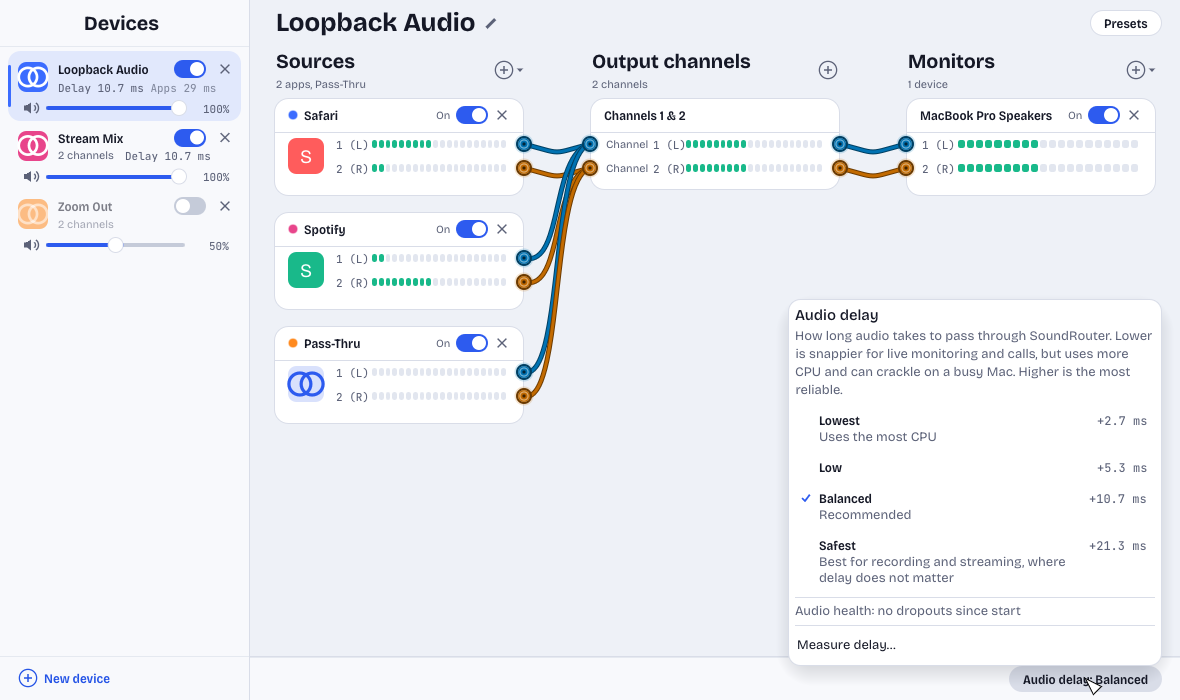 Devices
Loopback Audio
Delay 10.7 ms Apps 29 ms
100%
Stream Mix
2 channels Delay 10.7 ms
100%
Zoom Out
2 channels
50%
New device
Loopback Audio
Presets
Sources
2 apps, Pass-Thru
Safari
On
S
1 (L)
2 (R)
Spotify
On
S
1 (L)
2 (R)
Pass-Thru
On
1 (L)
2 (R)
Output channels
2 channels
Channels 1 & 2
Channel 1 (L)
Channel 2 (R)
Monitors
1 device
MacBook Pro Speakers
On
1 (L)
2 (R)
Audio delay
How long audio takes to pass through SoundRouter. Lower
is snappier for live monitoring and calls, but uses more
CPU and can crackle on a busy Mac. Higher is the most
reliable.
Lowest +2.7 ms
Uses the most CPU
Low +5.3 ms
Balanced +10.7 ms
Recommended
Safest +21.3 ms
Best for recording and streaming, where
delay does not matter
Audio health: no dropouts since start
Measure delay...
Audio delay: Balanced